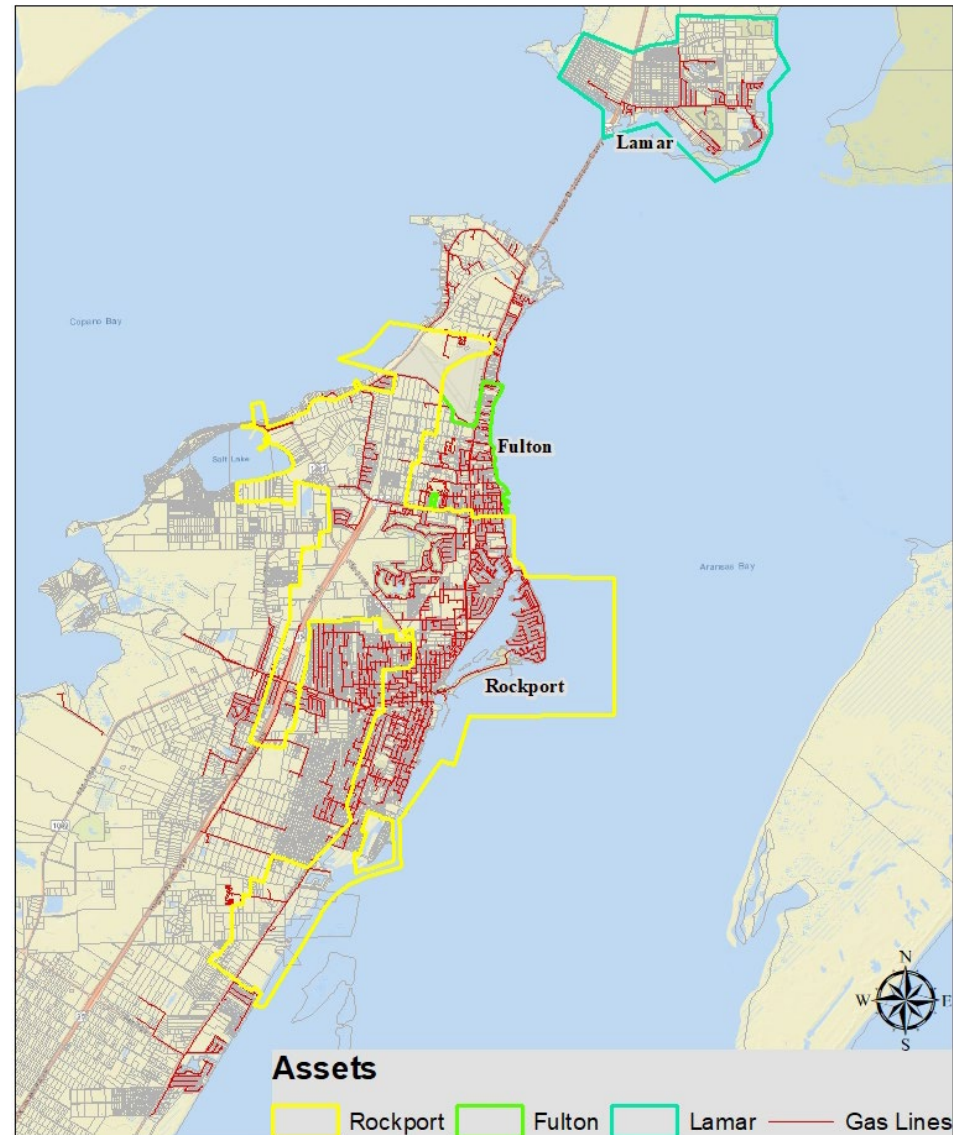 Lamar
Copano Bay
Fulton
Salt Lake
Aransas Bay
Rockport
N
W
E
S
Assets
Rockport
Fulton
Lamar
Gas Lines